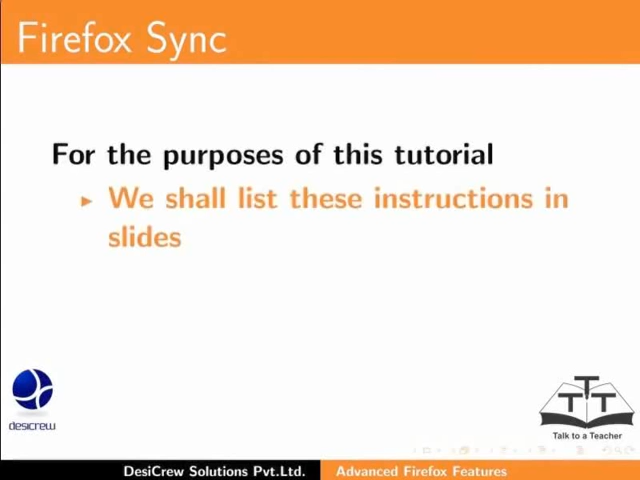 Firefox Sync
For the purposes of this tutorial
We shall list these instructions in
slides
desicrew
TTT
Talk to a Teacher
DesiCrew Solutions Pvt.Ltd.
Advanced Firefox Features